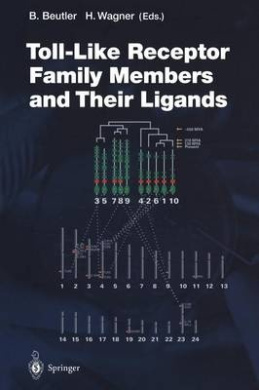 B. Beutler H. Wagner (Eds.)
Toll-Like Receptor
Family Members
and Their Ligands
3 5 7 8 9 4 2 6 1 10
1 2 3 4 5 6 7 8 9 10 11 12 13
14 15 16 17 18 19 20 21 22 23 24
Springer